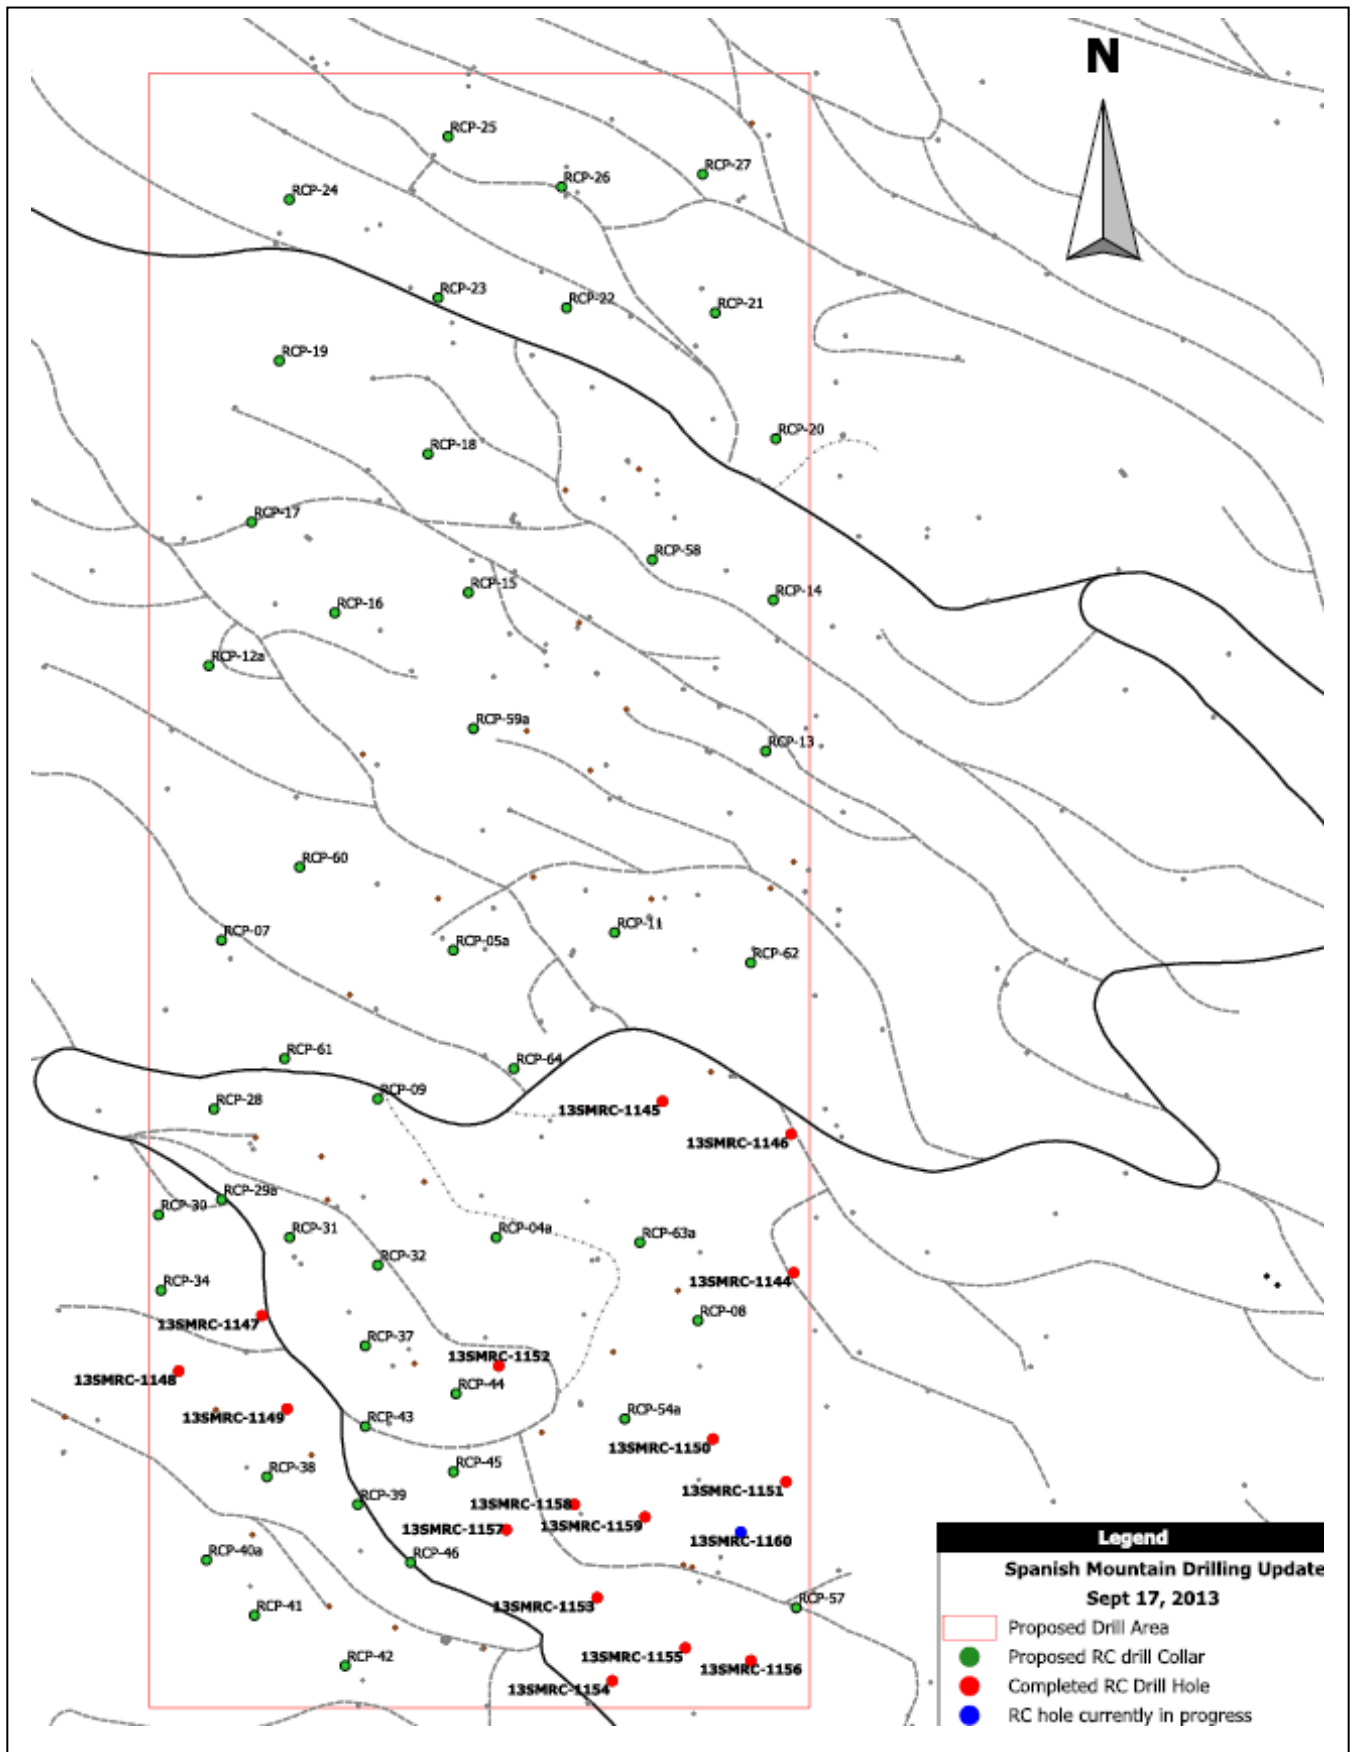 N
RCP-25
RCP-27
RCP-26
RCP-24
RCP-23
RCP-22
RCP-21
RCP-19
RCP-20
RCP-18
RCP-17
RCP-58
RCP-15
RCP-14
RCP-16
RCP-12a
RCP-59a
RCP-13
RCP-60
RCP-11
RCP-07
RCP-05a
RCP-62
RCP-61
RCP-64
RCP-09
RCP-28
13SMRC-1145
13SMRC-1146
RCP-29a
RCP-30
RCP-31
RCP-04a
RCP-63a
RCP-32
13SMRC-1144
RCP-34
RCP-08
13SMRC-1147
RCP-37
13SMRC-1152
13SMRC-1148
RCP-44
13SMRC-1149
RCP-43
RCP-54a
13SMRC-1150
RCP-45
RCP-38
13SMRC-1151
RCP-39
13SMRC-1158
13SMRC-1159
13SMRC-1157
13SMRC-1160
RCP-40a
RCP-46
RCP-41
13SMRC-1153
RCP-57
RCP-42
13SMRC-1155
13SMRC-1156
13SMRC-1154
Legend
Spanish Mountain Drilling Update
Sept 17, 2013
Proposed Drill Area
Proposed RC drill Collar
Completed RC Drill Hole
RC hole currently in progress